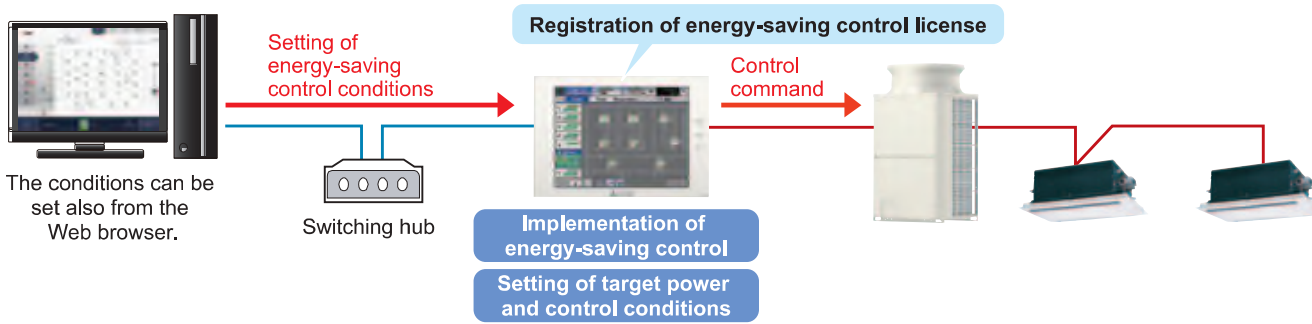 Registration of energy-saving control license
Setting of
energy-saving
control conditions
Control
command
The conditions can be
set also from the
Web browser.
Switching hub
Implementation of
energy-saving control
Setting of target power
and control conditions